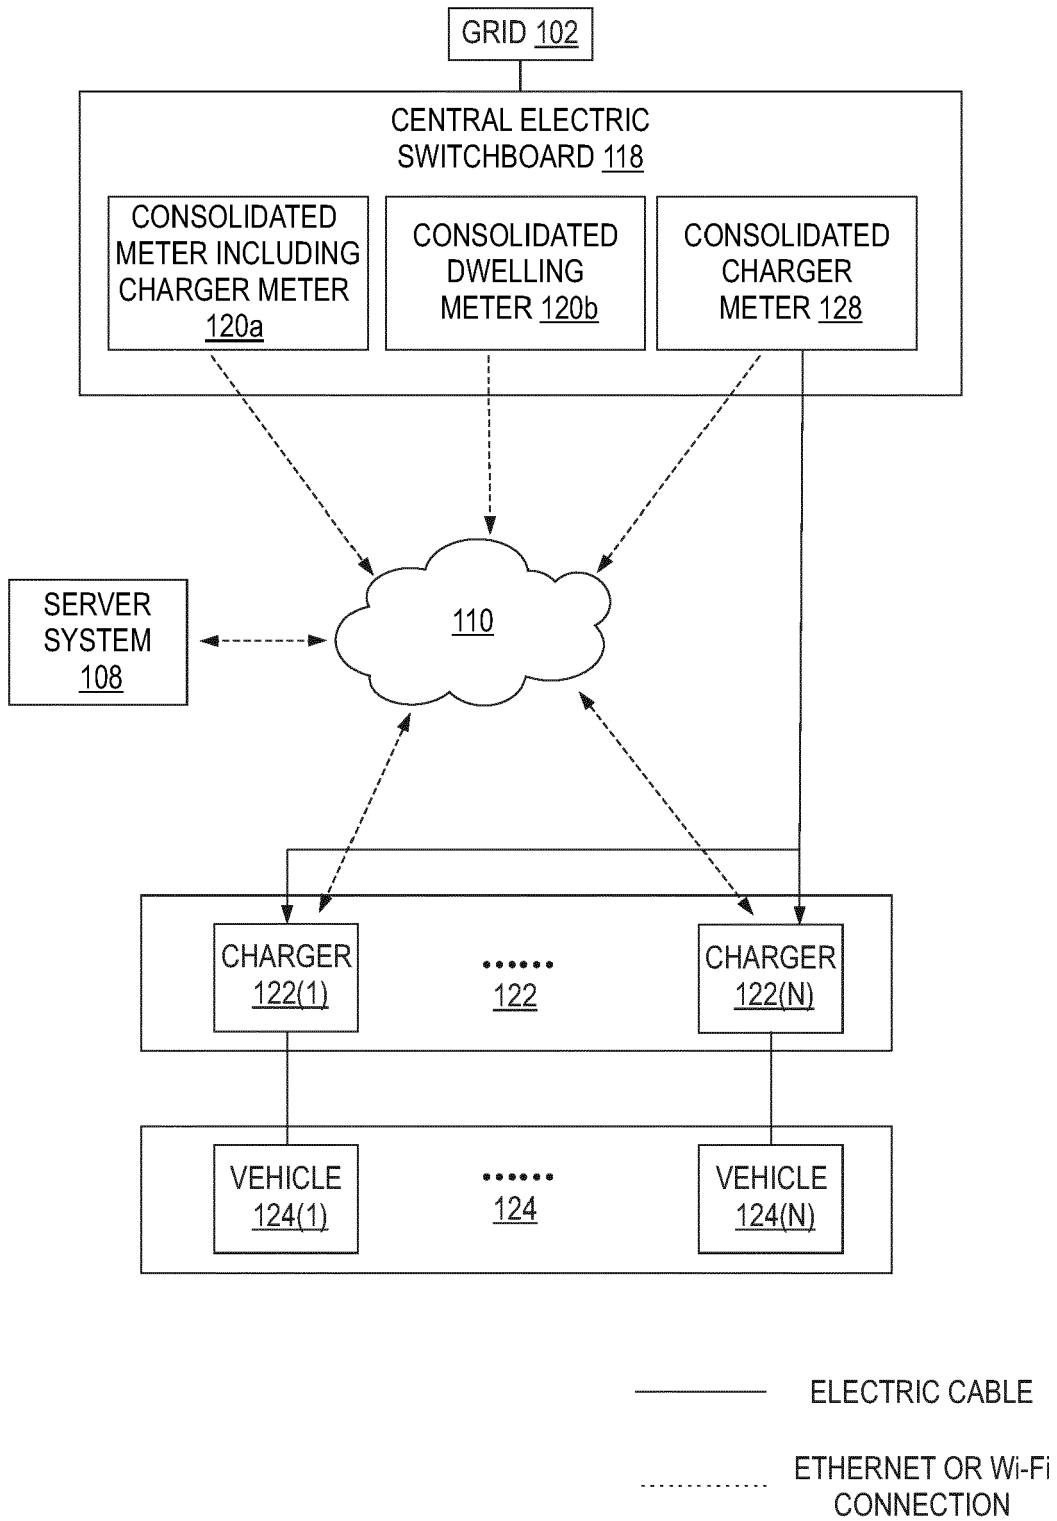 GRID 102
CENTRAL ELECTRIC
SWITCHBOARD 118
CONSOLIDATED
METER INCLUDING
CHARGER METER
120a
CONSOLIDATED
DWELLING
METER 120b
CONSOLIDATED
CHARGER
METER 128
110
SERVER
SYSTEM
108
CHARGER
122(1)
122
CHARGER
122(N)
VEHICLE
124(1)
124
VEHICLE
124(N)
ELECTRIC CABLE
ETHERNET OR Wi-Fi
CONNECTION